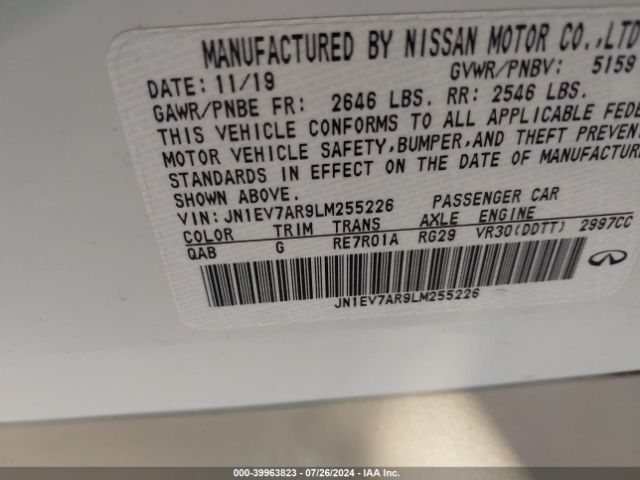 MANUFACTURED BY NISSAN MOTOR CO.,LTD
DATE: 11/19 GVWR/PNBV: 5159
GAWR/PNBE FR: 2646 LBS. RR: 2546 LBS.
THIS VEHICLE CONFORMS TO ALL APPLICABLE FEDE
MOTOR VEHICLE SAFETY,BUMPER,AND THEFT PREVEN
STANDARDS IN EFFECT ON THE DATE OF MANUFACTUR
SHOWN ABOVE.
VIN: JN1EV7AR9LM255226 PASSENGER CAR
COLOR TRIM TRANS AXLE ENGINE
QAB G RE7R01A RG29 VR30(DDTT) 2997CC
JN1EV7AR9LM255226
INFINITI
000-39963823 / 07/26/2024 - IAA Inc.